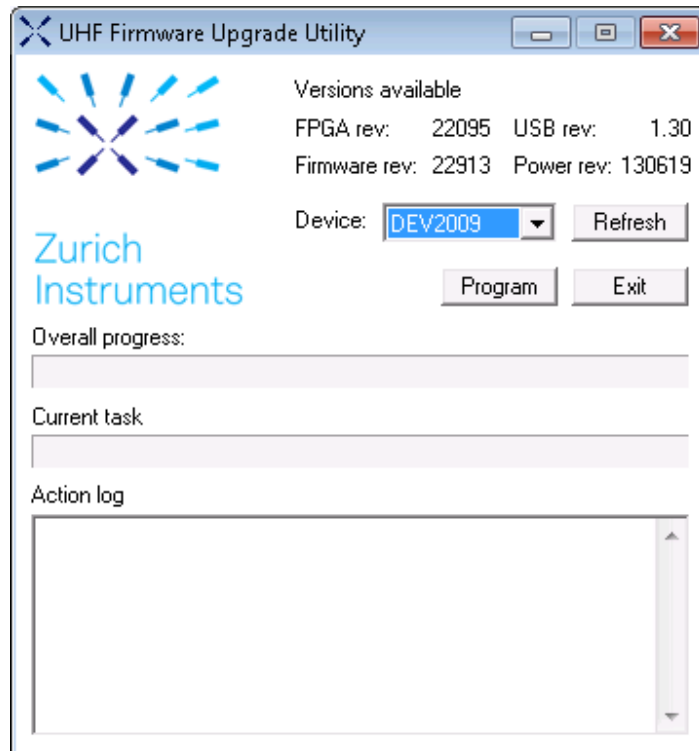 UHF Firmware Upgrade Utility
Versions available
FPGA rev: 22095 USB rev: 1.30
Firmware rev: 22913 Power rev: 130619
Device: DEV2009 Refresh
Zurich
Instruments
Program Exit
Overall progress:
Current task
Action log